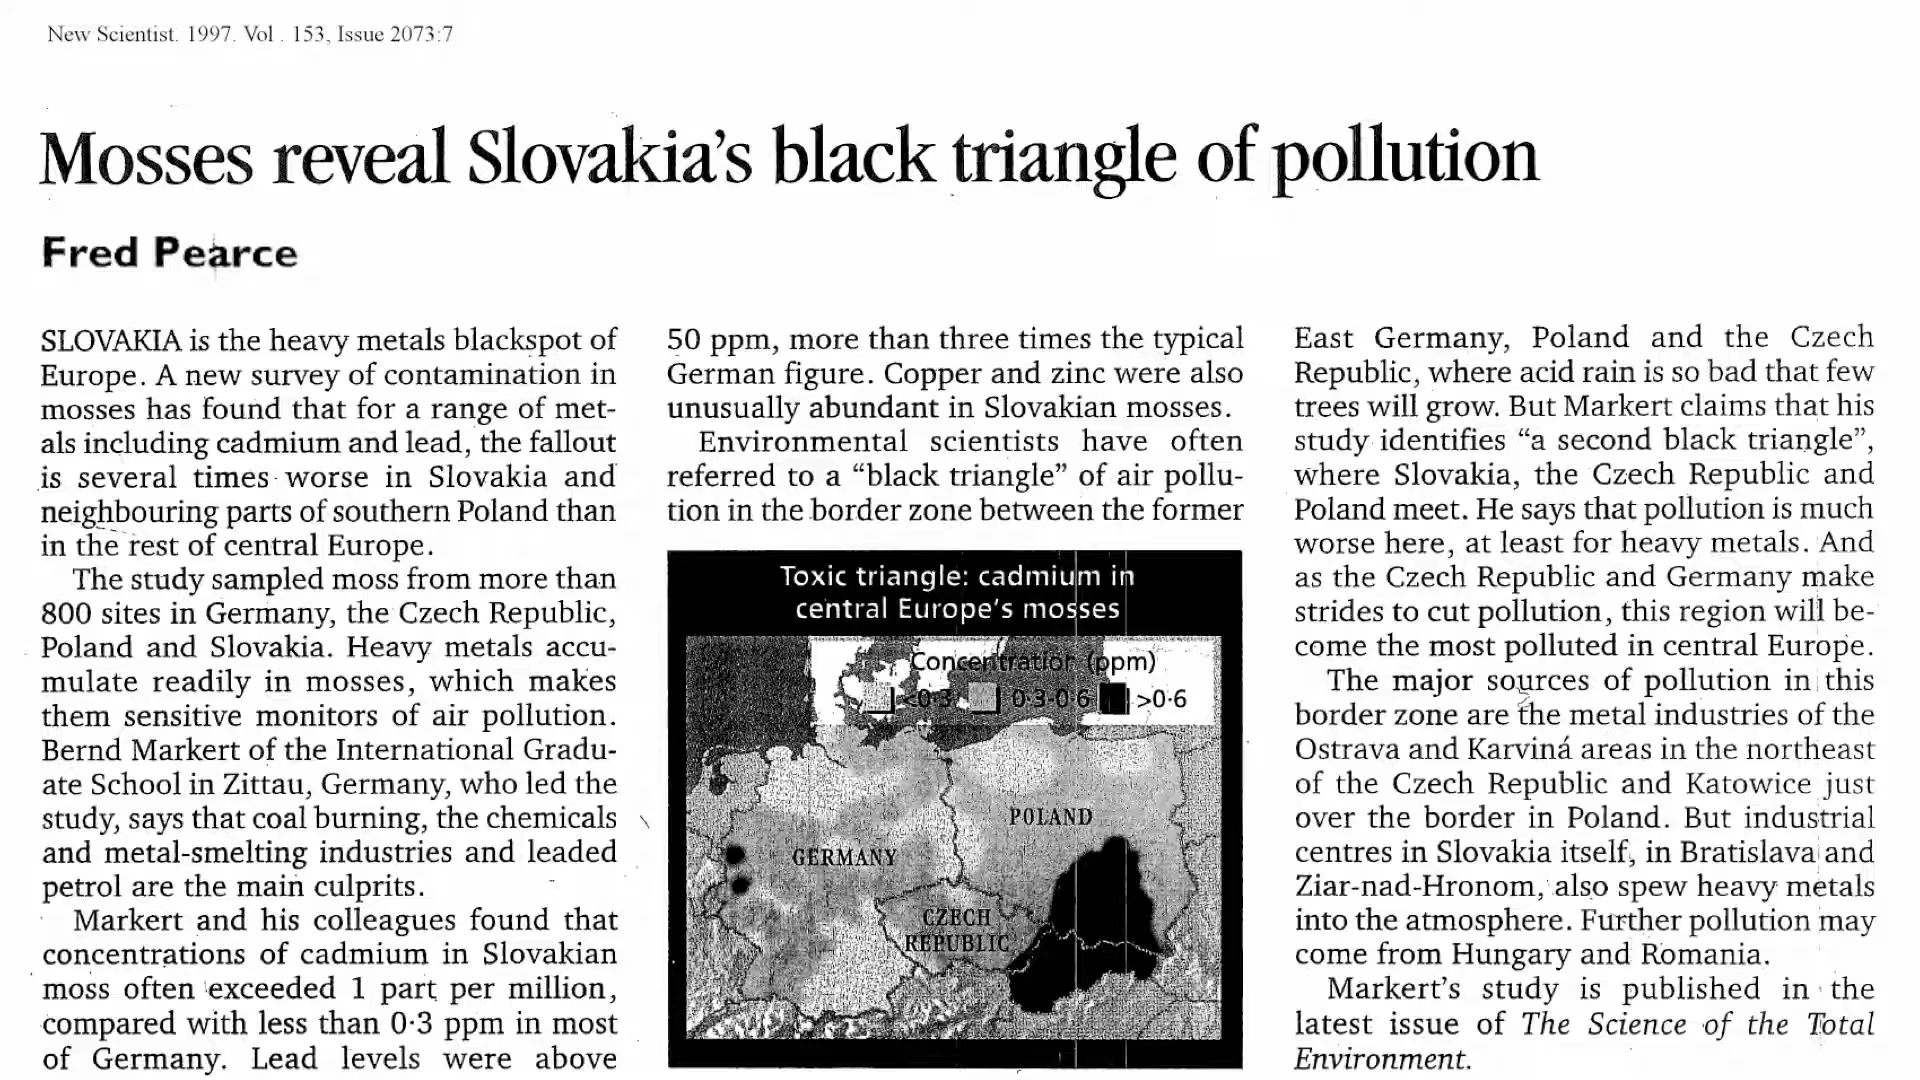 New Scientist. 1997. Vol . 153, Issue 2073:7
Mosses reveal Slovakia's black triangle of pollution
Fred Pearce
SLOVAKIA is the heavy metals blackspot of
Europe. A new survey of contamination in
mosses has found that for a range of met-
als including cadmium and lead, the fallout
is several times worse in Slovakia and
neighbouring parts of southern Poland than
in the rest of central Europe.
The study sampled moss from more than
800 sites in Germany, the Czech Republic,
Poland and Slovakia. Heavy metals accu-
mulate readily in mosses, which makes
them sensitive monitors of air pollution.
Bernd Markert of the International Gradu-
ate School in Zittau, Germany, who led the
study, says that coal burning, the chemicals
and metal-smelting industries and leaded
petrol are the main culprits.
Markert and his colleagues found that
concentrations of cadmium in Slovakian
moss often exceeded 1 part per million,
compared with less than 0·3 ppm in most
of Germany. Lead levels were above
50 ppm, more than three times the typical
German figure. Copper and zinc were also
unusually abundant in Slovakian mosses.
Environmental scientists have often
referred to a “black triangle” of air pollu-
tion in the border zone between the former
Toxic triangle: cadmium in
central Europe's mosses
Concentration (ppm)
<0·3 0·3-0·6 >0·6
POLAND
GERMANY
CZECH
REPUBLIC
East Germany, Poland and the Czech
Republic, where acid rain is so bad that few
trees will grow. But Markert claims that his
study identifies “a second black triangle”,
where Slovakia, the Czech Republic and
Poland meet. He says that pollution is much
worse here, at least for heavy metals. And
as the Czech Republic and Germany make
strides to cut pollution, this region will be-
come the most polluted in central Europe.
The major sources of pollution in this
border zone are the metal industries of the
Ostrava and Karviná areas in the northeast
of the Czech Republic and Katowice just
over the border in Poland. But industrial
centres in Slovakia itself, in Bratislava and
Ziar-nad-Hronom, also spew heavy metals
into the atmosphere. Further pollution may
come from Hungary and Romania.
Markert's study is published in the
latest issue of The Science of the Total
Environment.